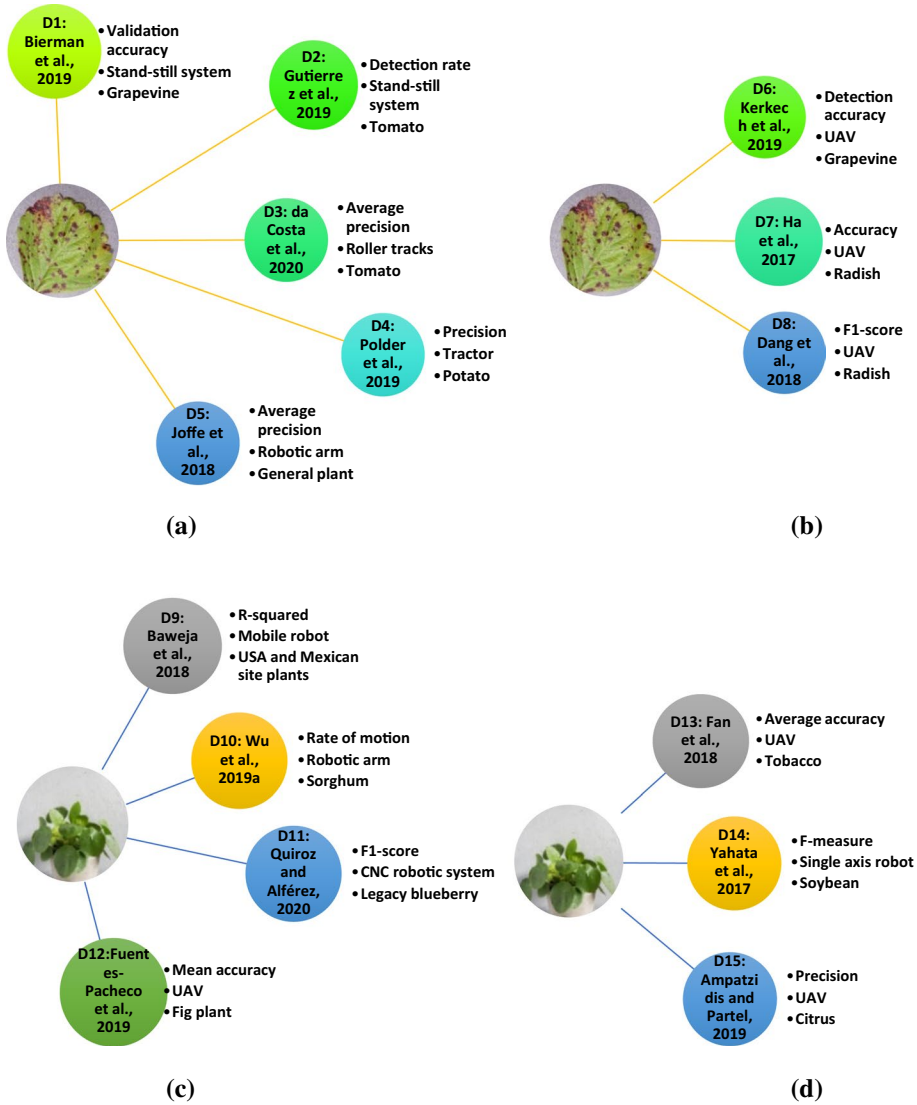 D1:
Bierman
et al.,
2019
•Validation
accuracy
•Stand-still system
•Grapevine
D2:
Gutierre
z et al.,
2019
•Detection rate
•Stand-still
system
•Tomato
D3: da
Costa
et al.,
2020
•Average
precision
•Roller tracks
•Tomato
D4:
Polder
et al.,
2019
•Precision
•Tractor
•Potato
D5:
Joffe et
al.,
2018
•Average
precision
•Robotic arm
•General plant
(a)
D6:
Kerkec
h et al.,
2019
•Detection
accuracy
•UAV
•Grapevine
D7: Ha
et al.,
2017
•Accuracy
•UAV
•Radish
D8:
Dang et
al.,
2018
•F1-score
•UAV
•Radish
(b)
D9:
Baweja
et al.,
2018
•R-squared
•Mobile robot
•USA and Mexican
site plants
D10: Wu
et al.,
2019a
•Rate of motion
•Robotic arm
•Sorghum
D11:
Quiroz
and
Alférez,
2020
•F1-score
•CNC robotic system
•Legacy blueberry
D12:Fuent
es-
Pacheco
et al.,
2019
•Mean accuracy
•UAV
•Fig plant
(c)
D13: Fan
et al.,
2018
•Average accuracy
•UAV
•Tobacco
D14:
Yahata
et al.,
2017
•F-measure
•Single axis robot
•Soybean
D15:
Ampatzi
dis and
Partel,
2019
•Precision
•UAV
•Citrus
(d)